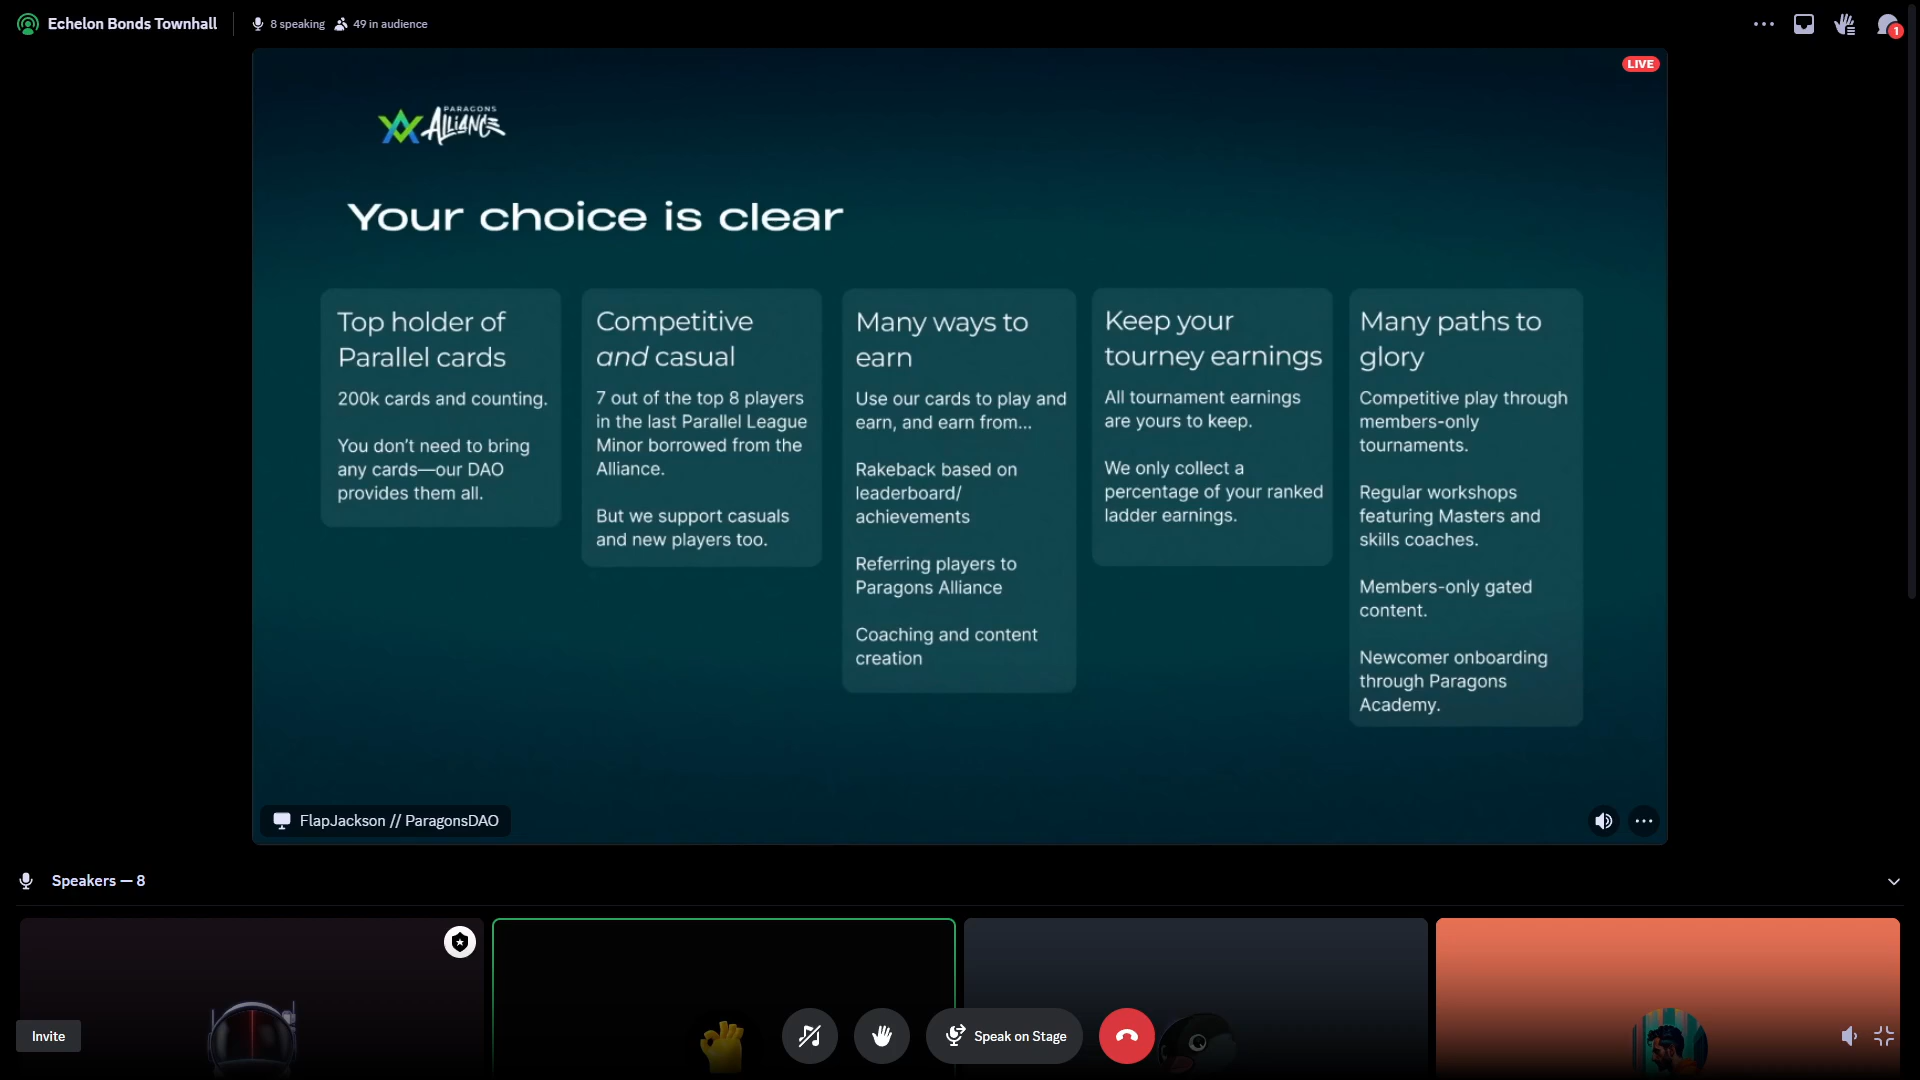 Echelon Bonds Townhall
8 speaking
49 in audience
1
LIVE
PARAGONS
ALLIANCE
Your choice is clear
Top holder of
Parallel cards
200k cards and counting.
You don't need to bring
any cards—our DAO
provides them all.
Competitive
and casual
7 out of the top 8 players
in the last Parallel League
Minor borrowed from the
Alliance.
But we support casuals
and new players too.
Many ways to
earn
Use our cards to play and
earn, and earn from...
Rakeback based on
leaderboard/
achievements
Referring players to
Paragons Alliance
Coaching and content
creation
Keep your
tourney earnings
All tournament earnings
are yours to keep.
We only collect a
percentage of your ranked
ladder earnings.
Many paths to
glory
Competitive play through
members-only
tournaments.
Regular workshops
featuring Masters and
skills coaches.
Members-only gated
content.
Newcomer onboarding
through Paragons
Academy.
FlapJackson // ParagonsDAO
Speakers — 8
Invite
Speak on Stage